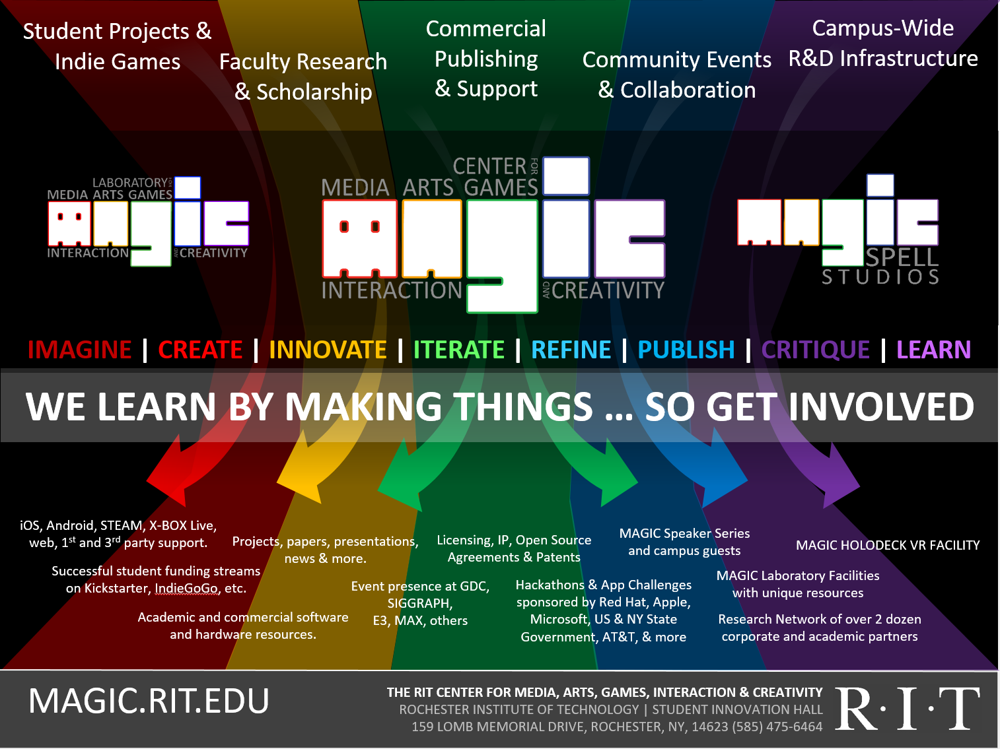 Student Projects &
Indie Games
Faculty Research
& Scholarship
Commercial
Publishing
& Support
Community Events
& Collaboration
Campus-Wide
R&D Infrastructure
LABORATORY FOR
MEDIA ARTS GAMES
magic
INTERACTION AND CREATIVITY
CENTER FOR
MEDIA ARTS GAMES
magic
INTERACTION AND CREATIVITY
magic
SPELL
STUDIOS
IMAGINE | CREATE | INNOVATE | ITERATE | REFINE | PUBLISH | CRITIQUE | LEARN
WE LEARN BY MAKING THINGS ... SO GET INVOLVED
iOS, Android, STEAM, X-BOX Live,
web, 1st and 3rd party support.
Successful student funding streams
on Kickstarter, IndieGoGo, etc.
Academic and commercial software
and hardware resources.
Projects, papers, presentations,
news & more.
Event presence at GDC,
SIGGRAPH,
E3, MAX, others
Licensing, IP, Open Source
Agreements & Patents
Hackathons & App Challenges
sponsored by Red Hat, Apple,
Microsoft, US & NY State
Government, AT&T, & more
MAGIC Speaker Series
and campus guests
MAGIC HOLODECK VR FACILITY
MAGIC Laboratory Facilities
with unique resources
Research Network of over 2 dozen
corporate and academic partners
MAGIC.RIT.EDU
THE RIT CENTER FOR MEDIA, ARTS, GAMES, INTERACTION & CREATIVITY
ROCHESTER INSTITUTE OF TECHNOLOGY | STUDENT INNOVATION HALL
159 LOMB MEMORIAL DRIVE, ROCHESTER, NY, 14623 (585) 475-6464
R·I·T